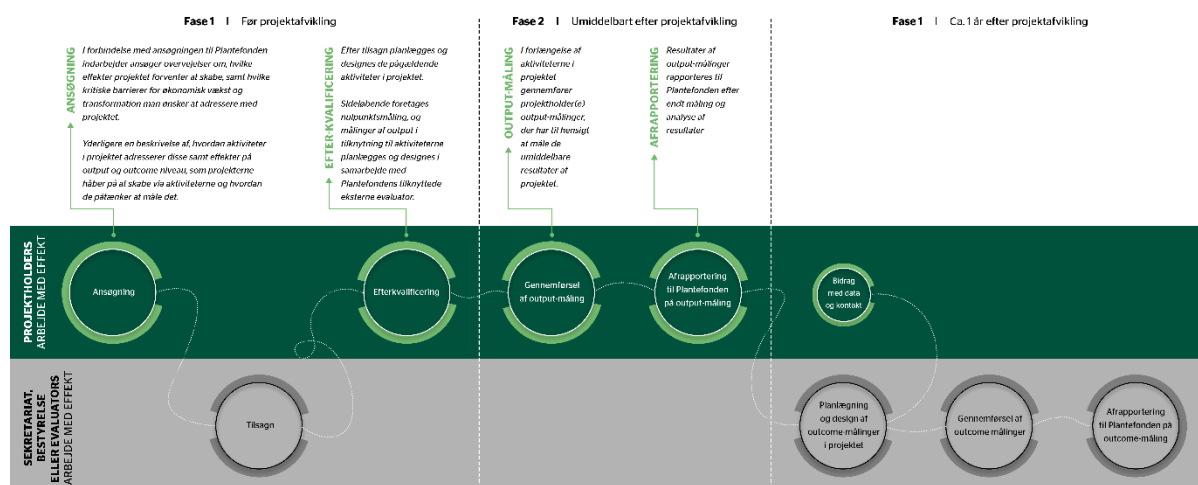 Fase 1 I Før projektafvikling
Fase 2 I Umiddelbart efter projektafvikling
Fase 1 I Ca. 1 år efter projektafvikling
ANSØGNING
I forbindelse med ansøgningen til Plantefonden
indarbejder ansøger overvejelser om, hvilke
effekter projektet forventer at skabe, samt hvilke
kritiske barrierer for økonomisk vækst og
transformation man ønsker at adressere med
projektet.
Yderligere en beskrivelse af, hvordan aktiviteter
i projektet adresserer disse samt effekter på
output og outcome niveau, som projekterne
håber på at skabe via aktiviteterne og hvordan
de påtænker at måle det.
EFTER-KVALIFICERING
Efter tilsagn planlægges og
designes de pågældende
aktiviteter i projektet.
Sideløbende foretages
nulpunktsmåling, og
målinger af output i
tilknytning til aktiviteterne
planlægges og designes i
samarbejde med
Plantefondens tilknyttede
eksterne evaluator.
OUTPUT-MÅLING
I forlængelse af
aktiviteterne i
projektet
gennemfører
projektholder(e)
output-målinger,
der har til hensigt
at måle de
umiddelbare
resultater af
projektet.
AFRAPPORTERING
Resultater af
output-målinger
rapporteres til
Plantefonden efter
endt måling og
analyse af
resultater
PROJEKTHOLDERS
ARBEJDE MED EFFEKT
Ansøgning
Efterkvalificering
Gennemførsel
af output-måling
Afrapportering
til Plantefonden
på output-måling
Bidrag
med data
og kontakt
SEKRETARIAT,
BESTYRELSE
ELLER EVALUATORS
ARBEJDE MED EFFEKT
Tilsagn
Planlægning
og design af
outcome-målinger
i projektet
Gennemførsel af
outcome målinger
Afrapportering
til Plantefonden på
outcome-måling